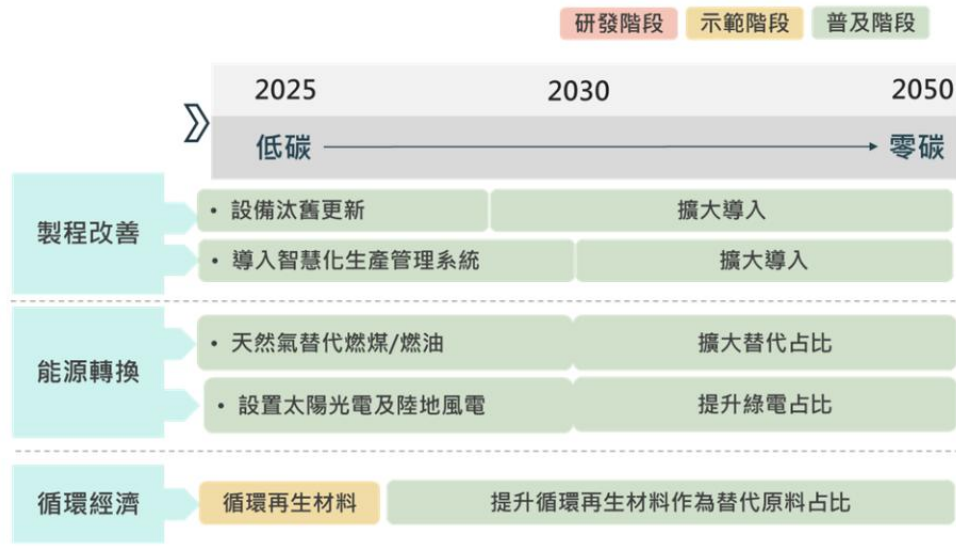 研發階段 示範階段 普及階段
2025 2030 2050
低碳 零碳
製程改善
• 設備汰舊更新 擴大導入
• 導入智慧化生產管理系統 擴大導入
能源轉換
• 天然氣替代燃煤/燃油 擴大替代占比
• 設置太陽光電及陸地風電 提升綠電占比
循環經濟
循環再生材料 提升循環再生材料作為替代原料占比